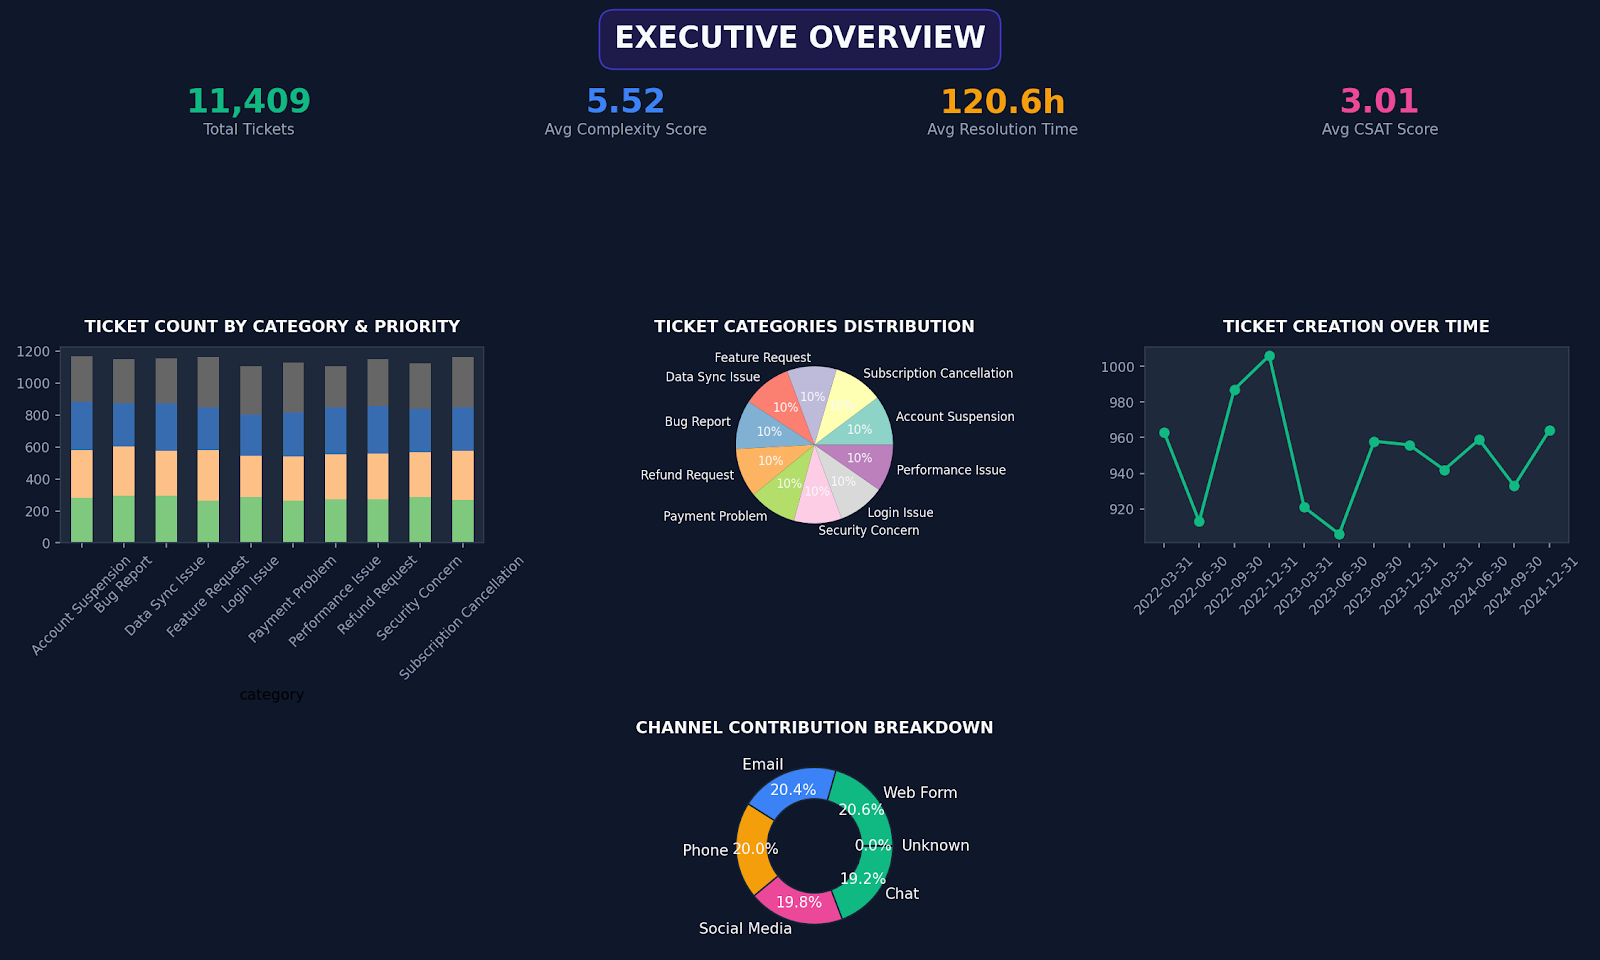 EXECUTIVE OVERVIEW
11,409
Total Tickets
5.52
Avg Complexity Score
120.6h
Avg Resolution Time
3.01
Avg CSAT Score
TICKET COUNT BY CATEGORY & PRIORITY
1200
1000
800
600
400
200
0
Account Suspension
Bug Report
Data Sync Issue
Feature Request
Login Issue
Payment Problem
Performance Issue
Refund Request
Security Concern
Subscription Cancellation
category
TICKET CATEGORIES DISTRIBUTION
Feature Request
Data Sync Issue
Subscription Cancellation
Bug Report
Account Suspension
Refund Request
Performance Issue
Payment Problem
Login Issue
Security Concern
10%
10%
10%
10%
10%
10%
10%
10%
10%
TICKET CREATION OVER TIME
1000
980
960
940
920
2022-03-31
2022-06-30
2022-09-30
2022-12-31
2023-03-31
2023-06-30
2023-09-30
2023-12-31
2024-03-31
2024-06-30
2024-09-30
2024-12-31
CHANNEL CONTRIBUTION BREAKDOWN
Email
20.4%
Web Form
20.6%
Unknown
0.0%
Phone
20.0%
Chat
19.2%
Social Media
19.8%